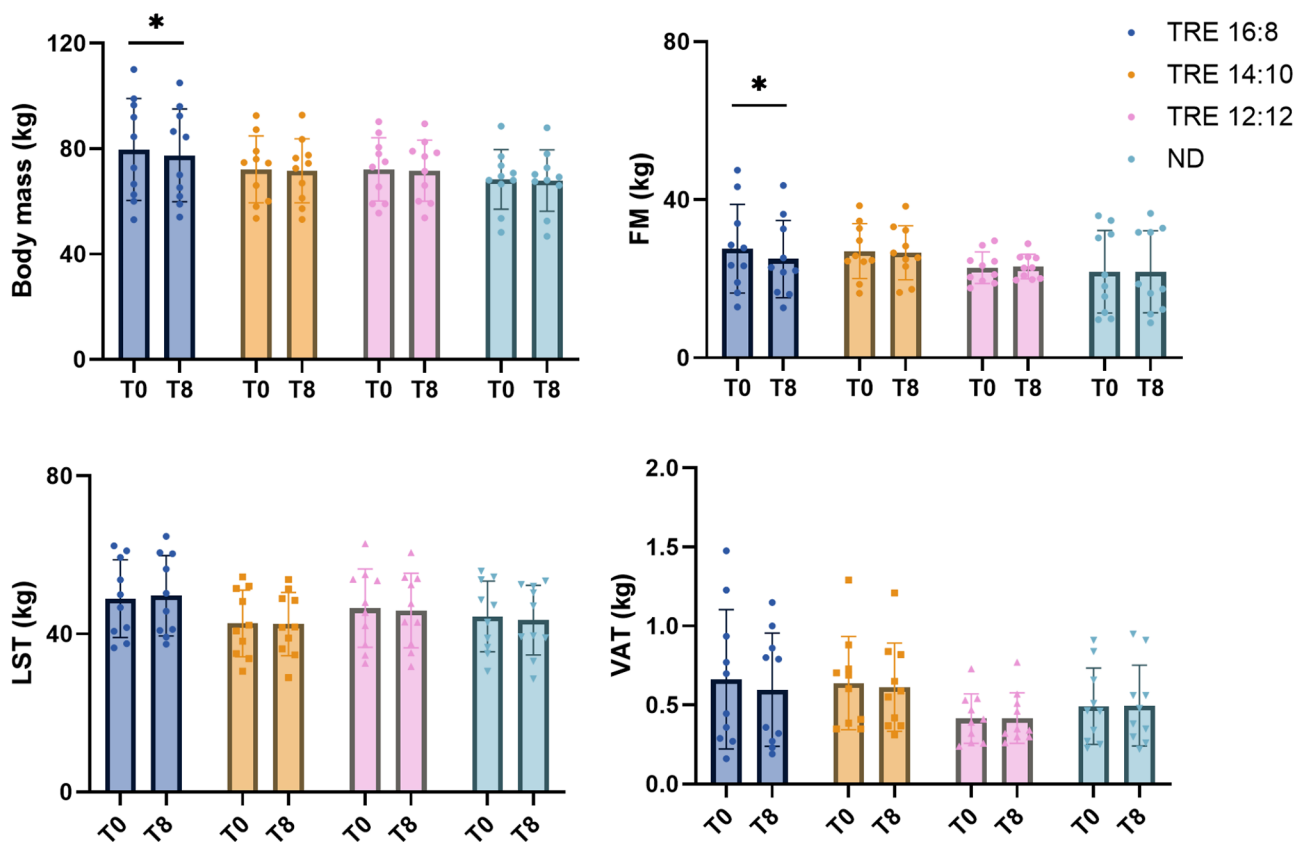 *
120
80
40
0
Body mass (kg)
T0 T8 T0 T8 T0 T8 T0 T8
*
80
40
0
FM (kg)
T0 T8 T0 T8 T0 T8 T0 T8
TRE 16:8
TRE 14:10
TRE 12:12
ND
80
40
0
LST (kg)
T0 T8 T0 T8 T0 T8 T0 T8
2.0
1.5
1.0
0.5
0.0
VAT (kg)
T0 T8 T0 T8 T0 T8 T0 T8